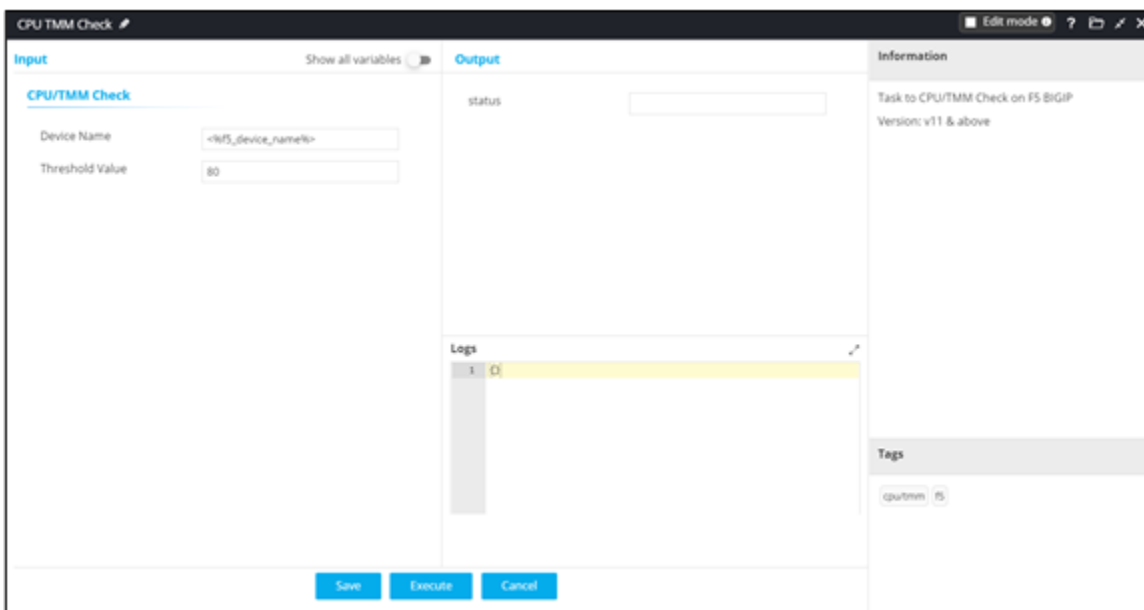 CPU TMM Check
Edit mode
?
Input
Show all variables
CPU/TMM Check
Device Name
<%f5_device_name%>
Threshold Value
80
Output
status
Logs
1 {}
Information
Task to CPU/TMM Check on F5 BIGIP
Version: v11 & above
Tags
cpu/tmm f5
Save Execute Cancel